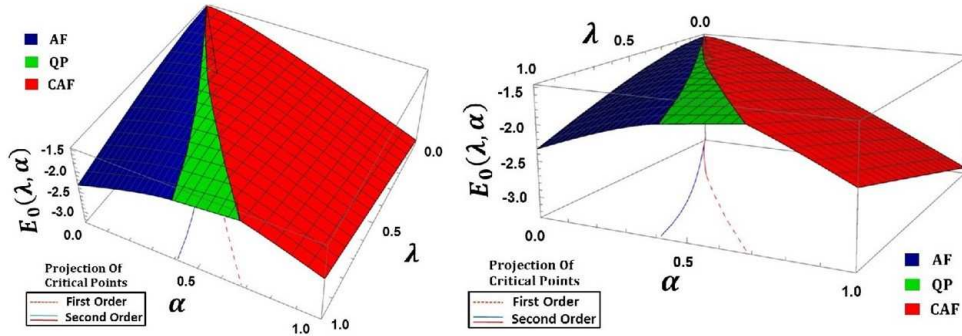 AF
QP
CAF
E₀(λ, α)
-1.5
-2.0
-2.5
-3.0
0.0
0.5
1.0
α
0.0
0.5
1.0
λ
Projection Of
Critical Points
First Order
Second Order
0.0
λ
0.5
1.0
E₀(λ, α)
-1.5
-2.0
-2.5
-3.0
0.0
0.5
1.0
α
Projection Of
Critical Points
First Order
Second Order
AF
QP
CAF